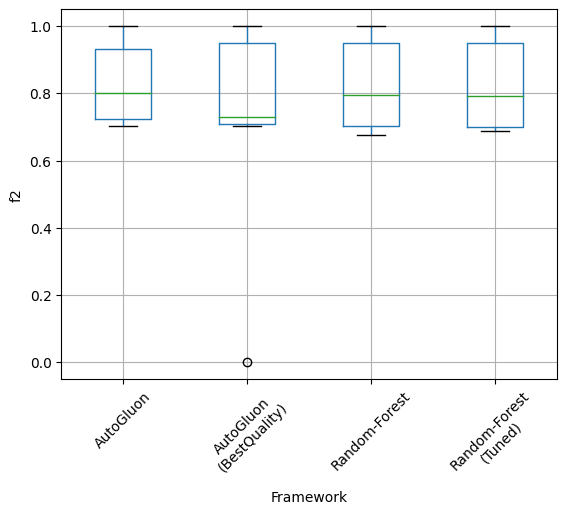 1.0
0.8
0.6
0.4
0.2
0.0
f2
AutoGluon
AutoGluon
(BestQuality)
Random-Forest
Random-Forest
(Tuned)
Framework